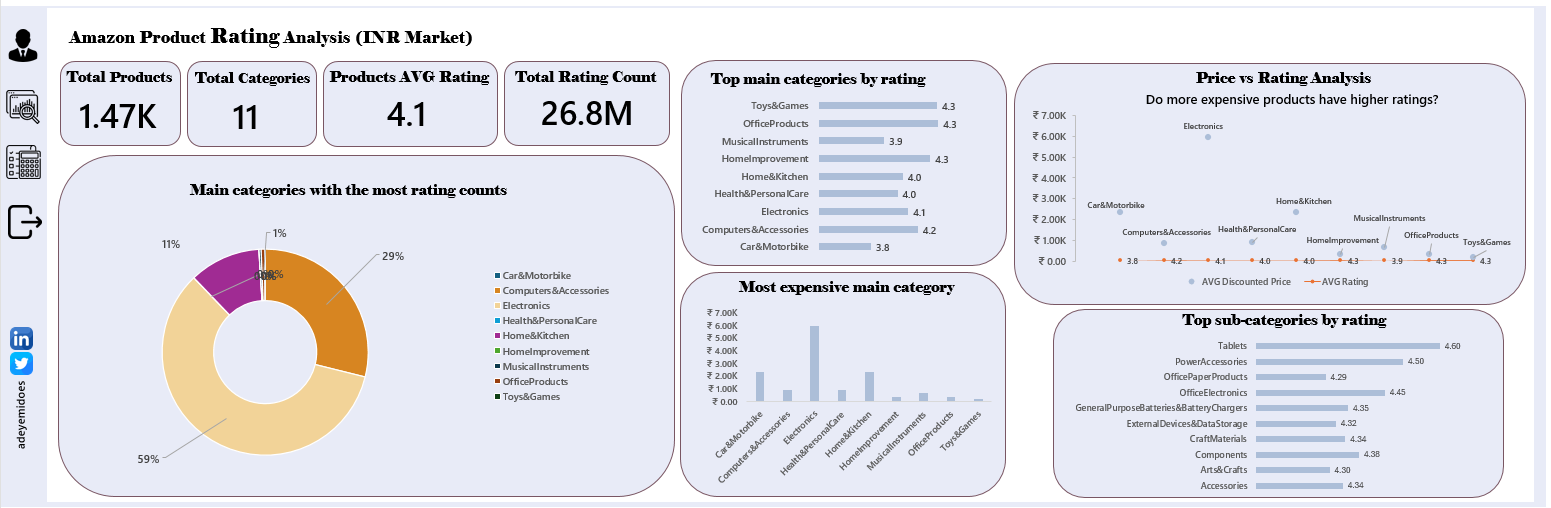 Amazon Product Rating Analysis (INR Market)
Total Products
1.47K
Total Categories
11
Products AVG Rating
4.1
Total Rating Count
26.8M
Main categories with the most rating counts
11%
1%
29%
59%
Car&Motorbike
Computers&Accessories
Electronics
Health&PersonalCare
Home&Kitchen
HomeImprovement
MusicalInstruments
OfficeProducts
Toys&Games
Top main categories by rating
Toys&Games 4.3
OfficeProducts 4.3
MusicalInstruments 3.9
HomeImprovement 4.3
Home&Kitchen 4.0
Health&PersonalCare 4.0
Electronics 4.1
Computers&Accessories 4.2
Car&Motorbike 3.8
Most expensive main category
₹ 7.00K
₹ 6.00K
₹ 5.00K
₹ 4.00K
₹ 3.00K
₹ 2.00K
₹ 1.00K
₹ 0.00
Car&Motorbike
Computers&Accessories
Electronics
Health&PersonalCare
Home&Kitchen
HomeImprovement
MusicalInstruments
OfficeProducts
Toys&Games
Price vs Rating Analysis
Do more expensive products have higher ratings?
₹ 7.00K
₹ 6.00K
₹ 5.00K
₹ 4.00K
₹ 3.00K
₹ 2.00K
₹ 1.00K
₹ 0.00
Car&Motorbike
Computers&Accessories
Electronics
Health&PersonalCare
Home&Kitchen
HomeImprovement
MusicalInstruments
OfficeProducts
Toys&Games
3.8 4.2 4.1 4.0 4.0 4.3 3.9 4.3 4.3
AVG Discounted Price AVG Rating
Top sub-categories by rating
Tablets 4.60
PowerAccessories 4.50
OfficePaperProducts 4.29
OfficeElectronics 4.45
GeneralPurposeBatteries&BatteryChargers 4.35
ExternalDevices&DataStorage 4.32
CraftMaterials 4.34
Components 4.38
Arts&Crafts 4.30
Accessories 4.34
in
adeyemidoes